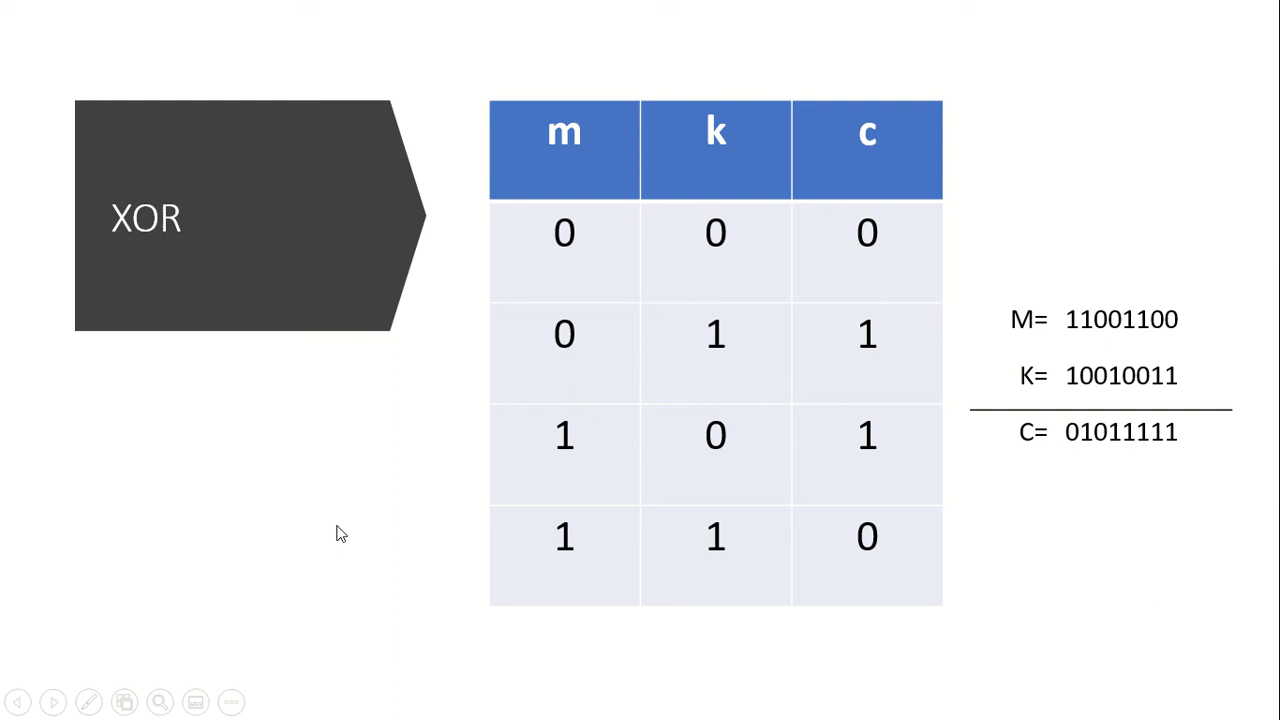 XOR
m k c
0 0 0
0 1 1
1 0 1
1 1 0
M= 11001100
K= 10010011
C= 01011111